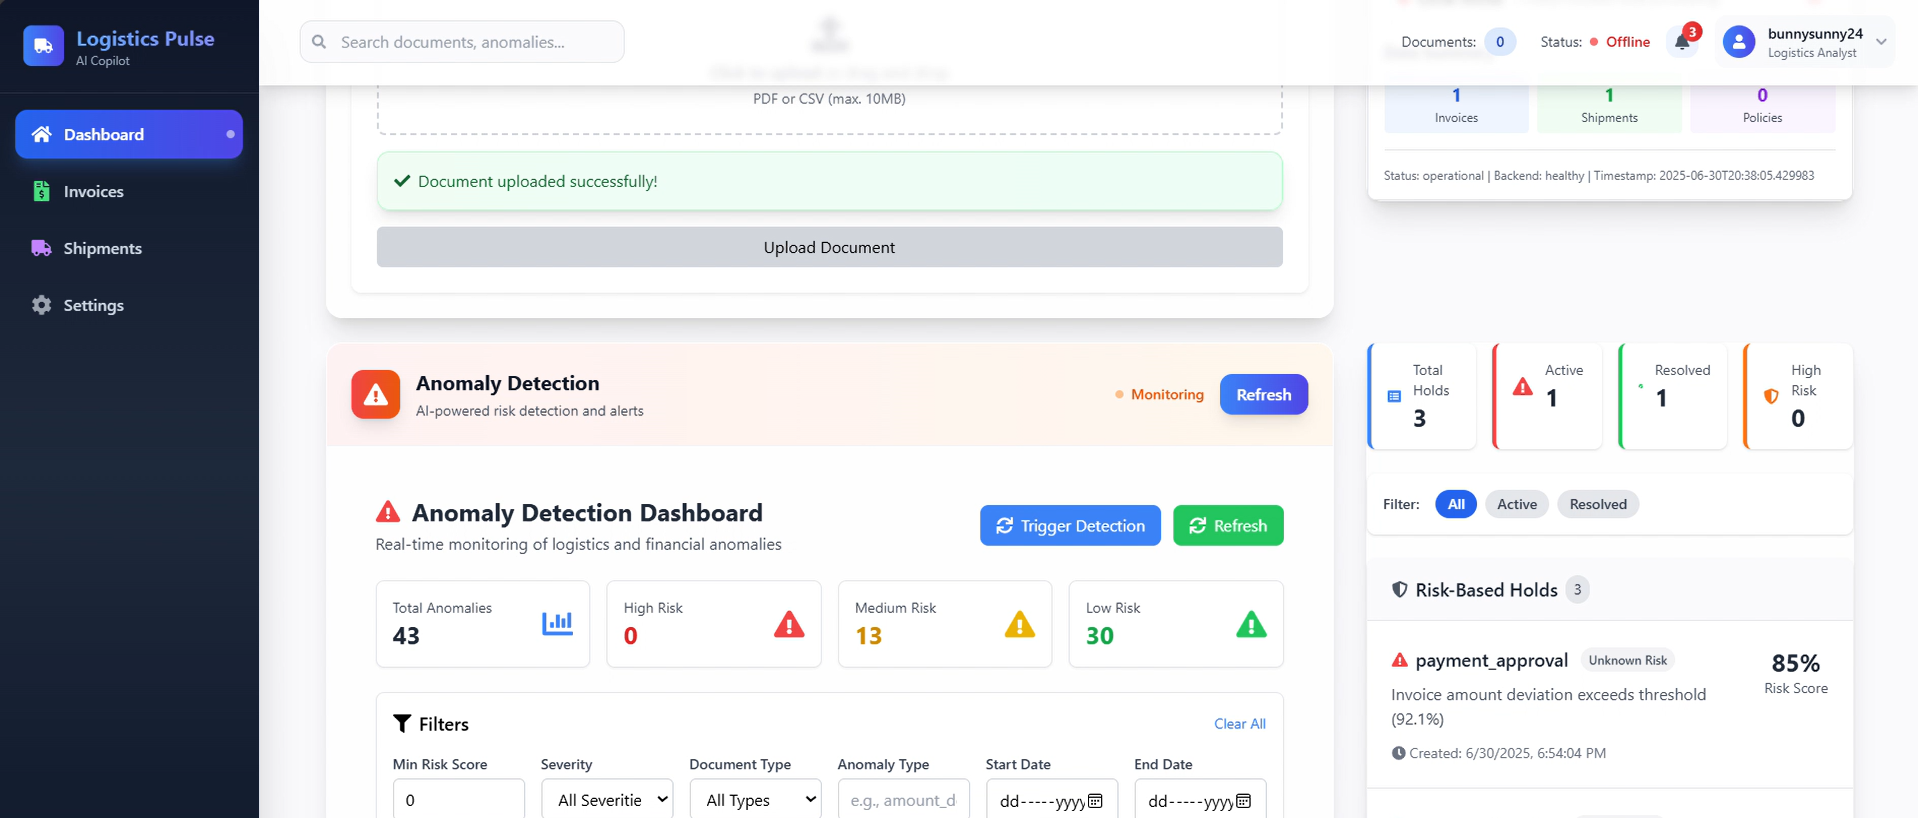 Logistics Pulse
AI Copilot
Dashboard
Invoices
Shipments
Settings
Search documents, anomalies...
Documents: 0
Status: Offline
3
bunnysunny24
Logistics Analyst
PDF or CSV (max. 10MB)
Document uploaded successfully!
Upload Document
1
Invoices
1
Shipments
0
Policies
Status: operational | Backend: healthy | Timestamp: 2025-06-30T20:38:05.429983
Anomaly Detection
AI-powered risk detection and alerts
Monitoring
Refresh
Anomaly Detection Dashboard
Real-time monitoring of logistics and financial anomalies
Trigger Detection
Refresh
Total Anomalies
43
High Risk
0
Medium Risk
13
Low Risk
30
Filters
Clear All
Min Risk Score
0
Severity
All Severitie
Document Type
All Types
Anomaly Type
e.g., amount_d
Start Date
dd-----yyyy
End Date
dd-----yyyy
Total
Holds
3
Active
1
Resolved
1
High
Risk
0
Filter: All Active Resolved
Risk-Based Holds 3
payment_approval Unknown Risk
85%
Risk Score
Invoice amount deviation exceeds threshold
(92.1%)
Created: 6/30/2025, 6:54:04 PM